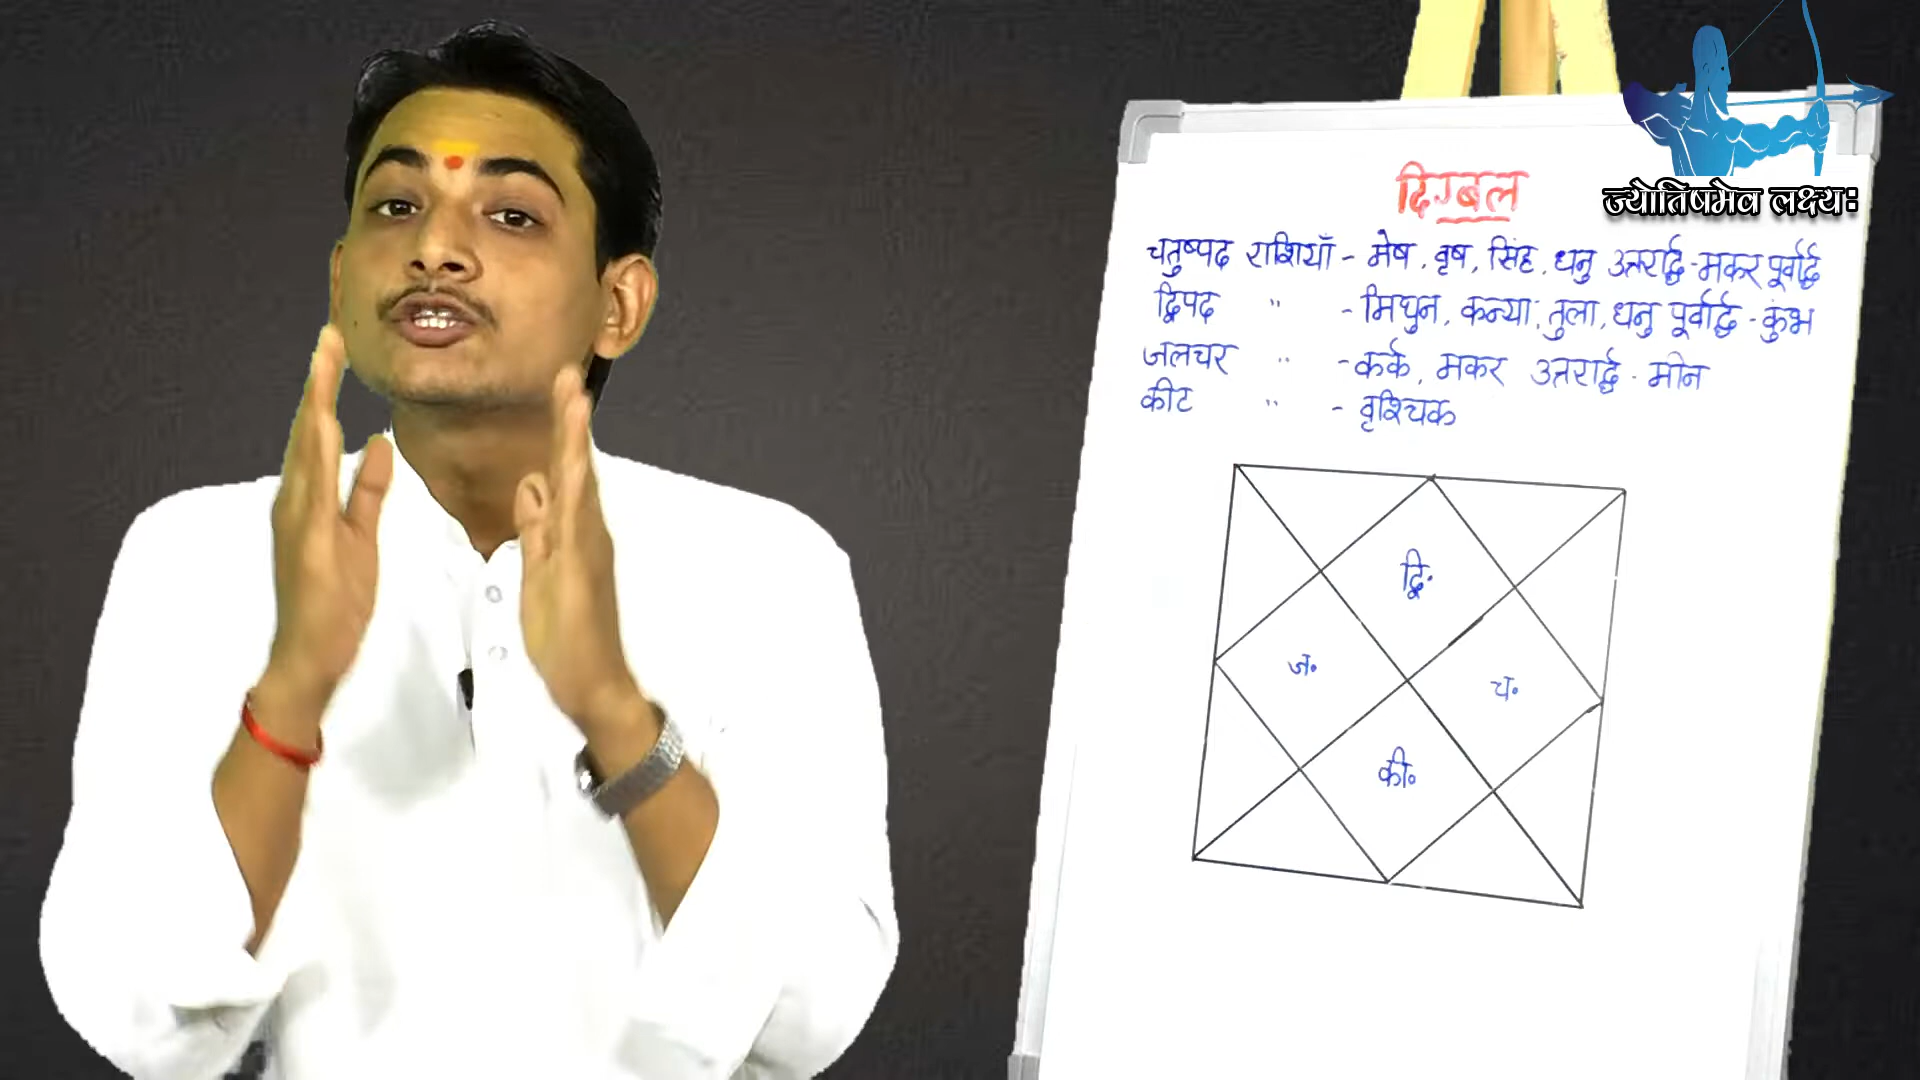 दिग्बल
ज्योतिषमेव लक्ष्यः
चतुष्पद राशियाँ - मेष, वृष, सिंह, धनु उत्तरार्द्ध - मकर पूर्वार्द्ध
द्विपद " - मिथुन, कन्या, तुला, धनु पूर्वार्द्ध - कुंभ
जलचर " - कर्क, मकर उत्तरार्द्ध - मीन
कीट " - वृश्चिक
द्वि॰
ज॰
च॰
की॰